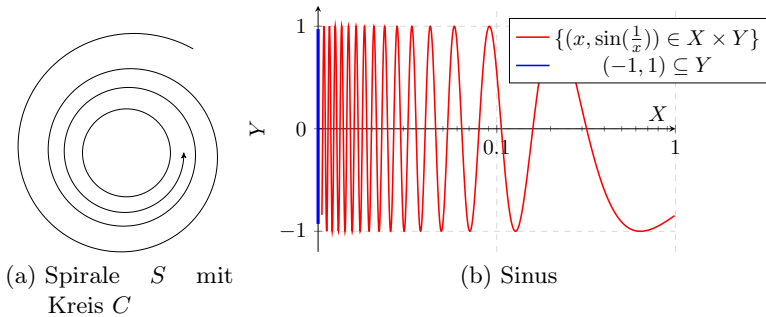 1
0
−1
Y
X
0.1
1
{(x, sin(1/x)) ∈ X × Y}
(-1, 1) ⊆ Y
(a) Spirale S mit
Kreis C
(b) Sinus